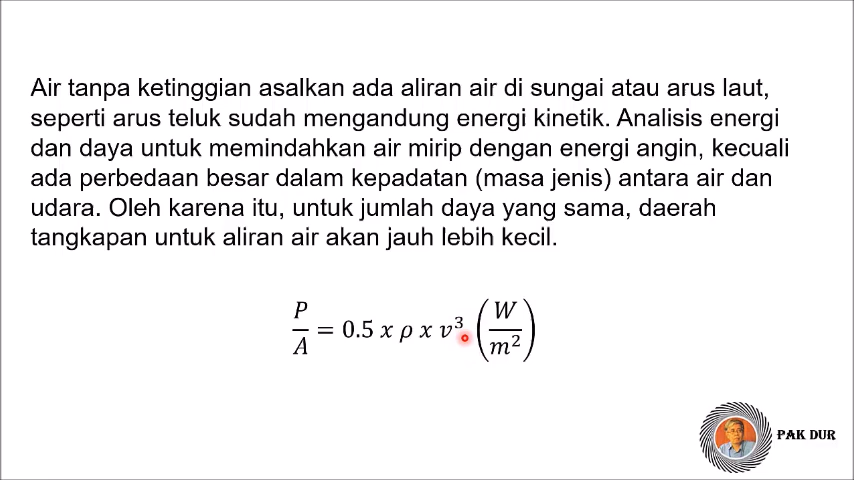 Air tanpa ketinggian asalkan ada aliran air di sungai atau arus laut,
seperti arus teluk sudah mengandung energi kinetik. Analisis energi
dan daya untuk memindahkan air mirip dengan energi angin, kecuali
ada perbedaan besar dalam kepadatan (masa jenis) antara air dan
udara. Oleh karena itu, untuk jumlah daya yang sama, daerah
tangkapan untuk aliran air akan jauh lebih kecil.
P/A = 0.5 x ρ x v³ (W/m²)
PAK DUR